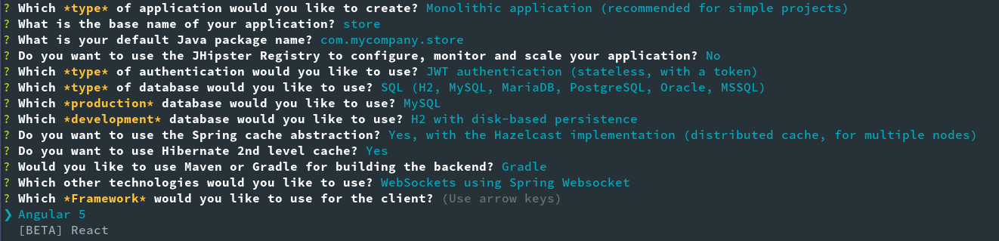 ? Which *type* of application would you like to create? Monolithic application (recommended for simple projects)
? What is the base name of your application? store
? What is your default Java package name? com.mycompany.store
? Do you want to use the JHipster Registry to configure, monitor and scale your application? No
? Which *type* of authentication would you like to use? JWT authentication (stateless, with a token)
? Which *type* of database would you like to use? SQL (H2, MySQL, MariaDB, PostgreSQL, Oracle, MSSQL)
? Which *production* database would you like to use? MySQL
? Which *development* database would you like to use? H2 with disk-based persistence
? Do you want to use the Spring cache abstraction? Yes, with the Hazelcast implementation (distributed cache, for multiple nodes)
? Do you want to use Hibernate 2nd level cache? Yes
? Would you like to use Maven or Gradle for building the backend? Gradle
? Which other technologies would you like to use? WebSockets using Spring Websocket
? Which *Framework* would you like to use for the client? (Use arrow keys)
❯ Angular 5
[BETA] React